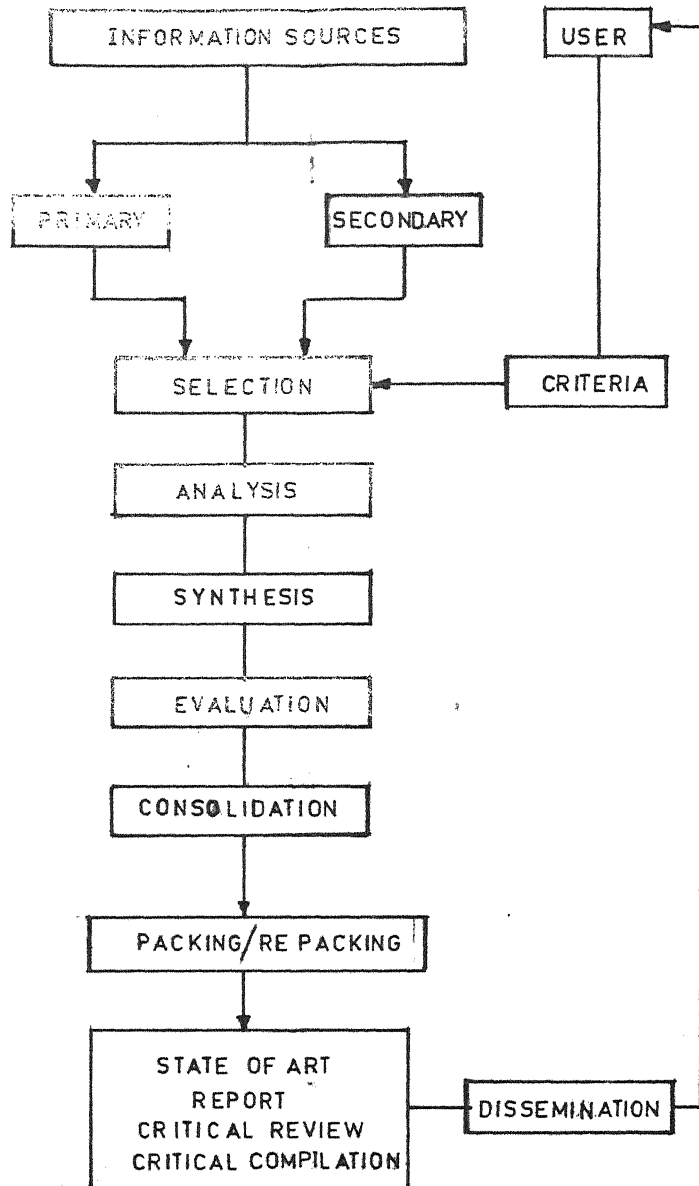 INFORMATION SOURCES
USER
PRIMARY
SECONDARY
SELECTION
CRITERIA
ANALYSIS
SYNTHESIS
EVALUATION
CONSOLIDATION
PACKING/RE PACKING
STATE OF ART
REPORT
CRITICAL REVIEW
CRITICAL COMPILATION
DISSEMINATION